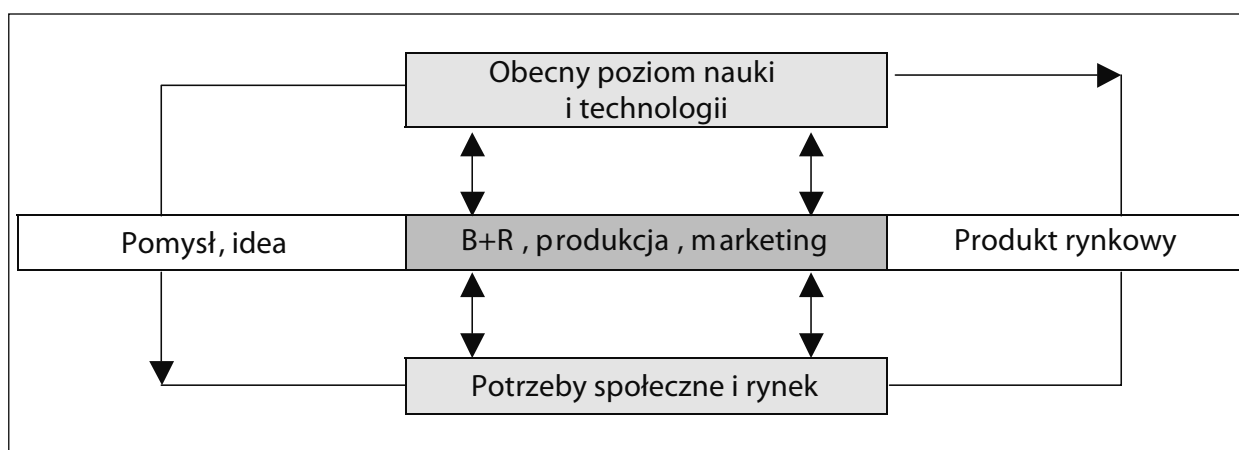 Obecny poziom nauki
i technologii
Pomysł, idea
B+R , produkcja , marketing
Produkt rynkowy
Potrzeby społeczne i rynek